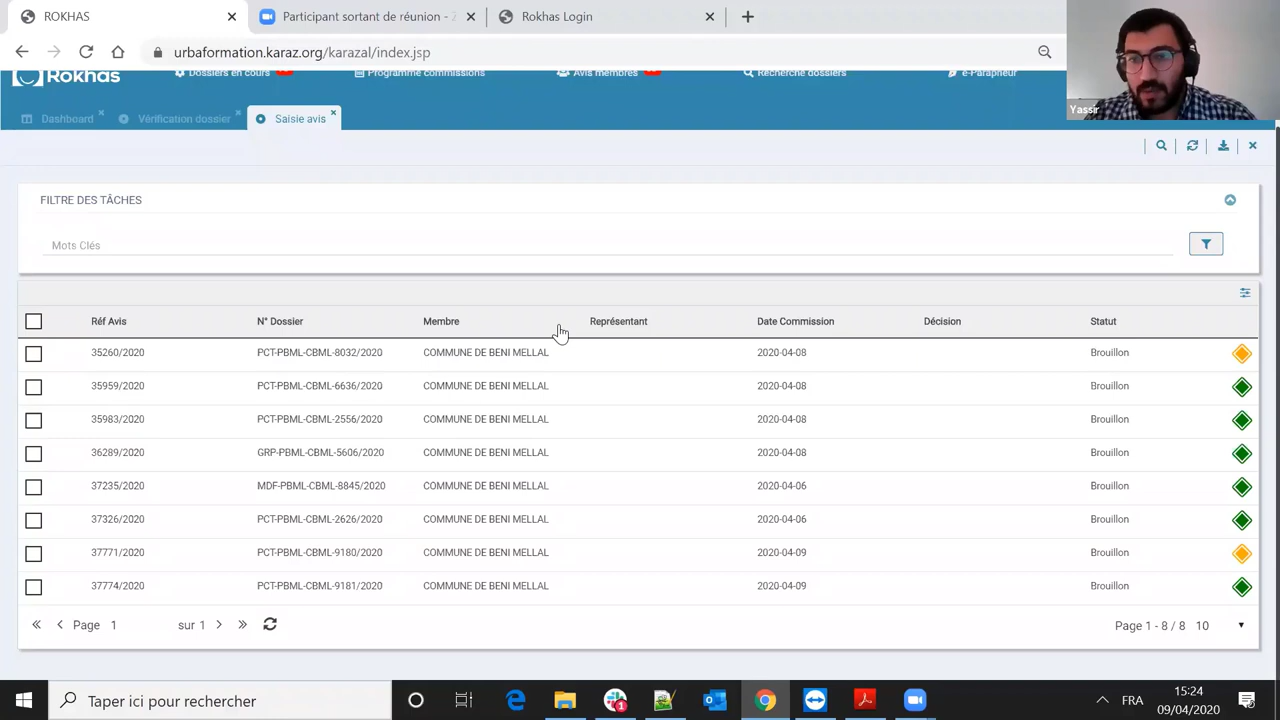 ROKHAS
Participant sortant de réunion - Z
Rokhas Login
urbaformation.karaz.org/karazal/index.jsp
Rokhas
Dossiers en cours
Programme commissions
Avis membres
Recherche dossiers
e-Parapheur
Yassir
Dashboard
Vérification dossier
Saisie avis
FILTRE DES TÂCHES
Mots Clés
Réf Avis N° Dossier Membre Représentant Date Commission Décision Statut
35260/2020 PCT-PBML-CBML-8032/2020 COMMUNE DE BENI MELLAL 2020-04-08 Brouillon
35959/2020 PCT-PBML-CBML-6636/2020 COMMUNE DE BENI MELLAL 2020-04-08 Brouillon
35983/2020 PCT-PBML-CBML-2556/2020 COMMUNE DE BENI MELLAL 2020-04-08 Brouillon
36289/2020 GRP-PBML-CBML-5606/2020 COMMUNE DE BENI MELLAL 2020-04-08 Brouillon
37235/2020 MDF-PBML-CBML-8845/2020 COMMUNE DE BENI MELLAL 2020-04-06 Brouillon
37326/2020 PCT-PBML-CBML-2626/2020 COMMUNE DE BENI MELLAL 2020-04-06 Brouillon
37771/2020 PCT-PBML-CBML-9180/2020 COMMUNE DE BENI MELLAL 2020-04-09 Brouillon
37774/2020 PCT-PBML-CBML-9181/2020 COMMUNE DE BENI MELLAL 2020-04-09 Brouillon
Page 1 sur 1
Page 1 - 8 / 8 10
Taper ici pour rechercher
1
FRA
15:24
09/04/2020